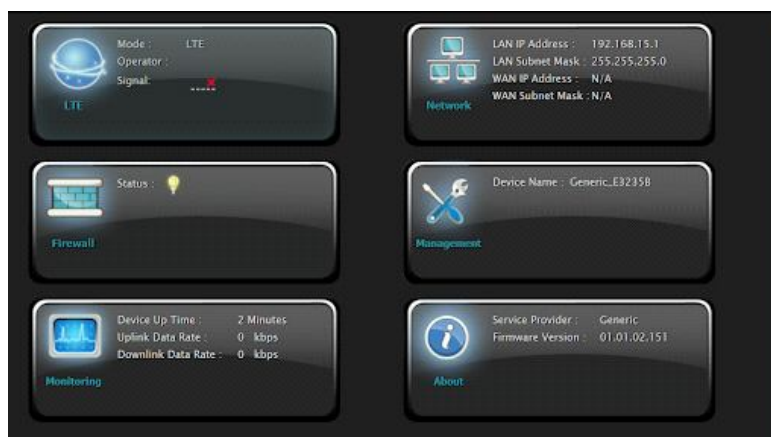 Mode : LTE
Operator :
Signal:
LTE
LAN IP Address : 192.168.15.1
LAN Subnet Mask : 255.255.255.0
WAN IP Address : N/A
WAN Subnet Mask : N/A
Network
Status :
Firewall
Device Name : Generic_E3235B
Management
Device Up Time : 2 Minutes
Uplink Data Rate : 0 kbps
Downlink Data Rate : 0 kbps
Monitoring
Service Provider : Generic
Firmware Version : 01.01.02.151
About